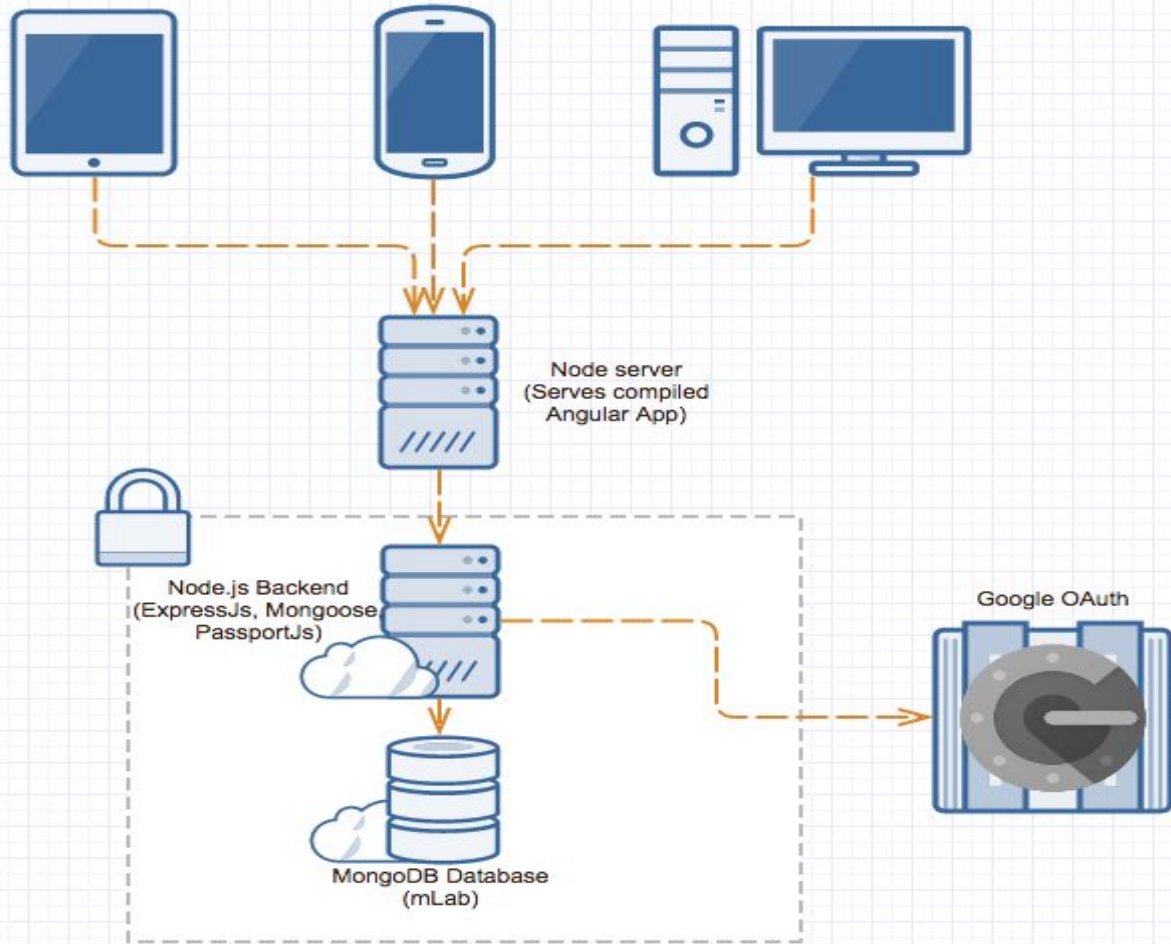 Node server
(Serves compiled
Angular App)
Node.js Backend
(ExpressJs, Mongoose,
PassportJs)
Google OAuth
MongoDB Database
(mLab)